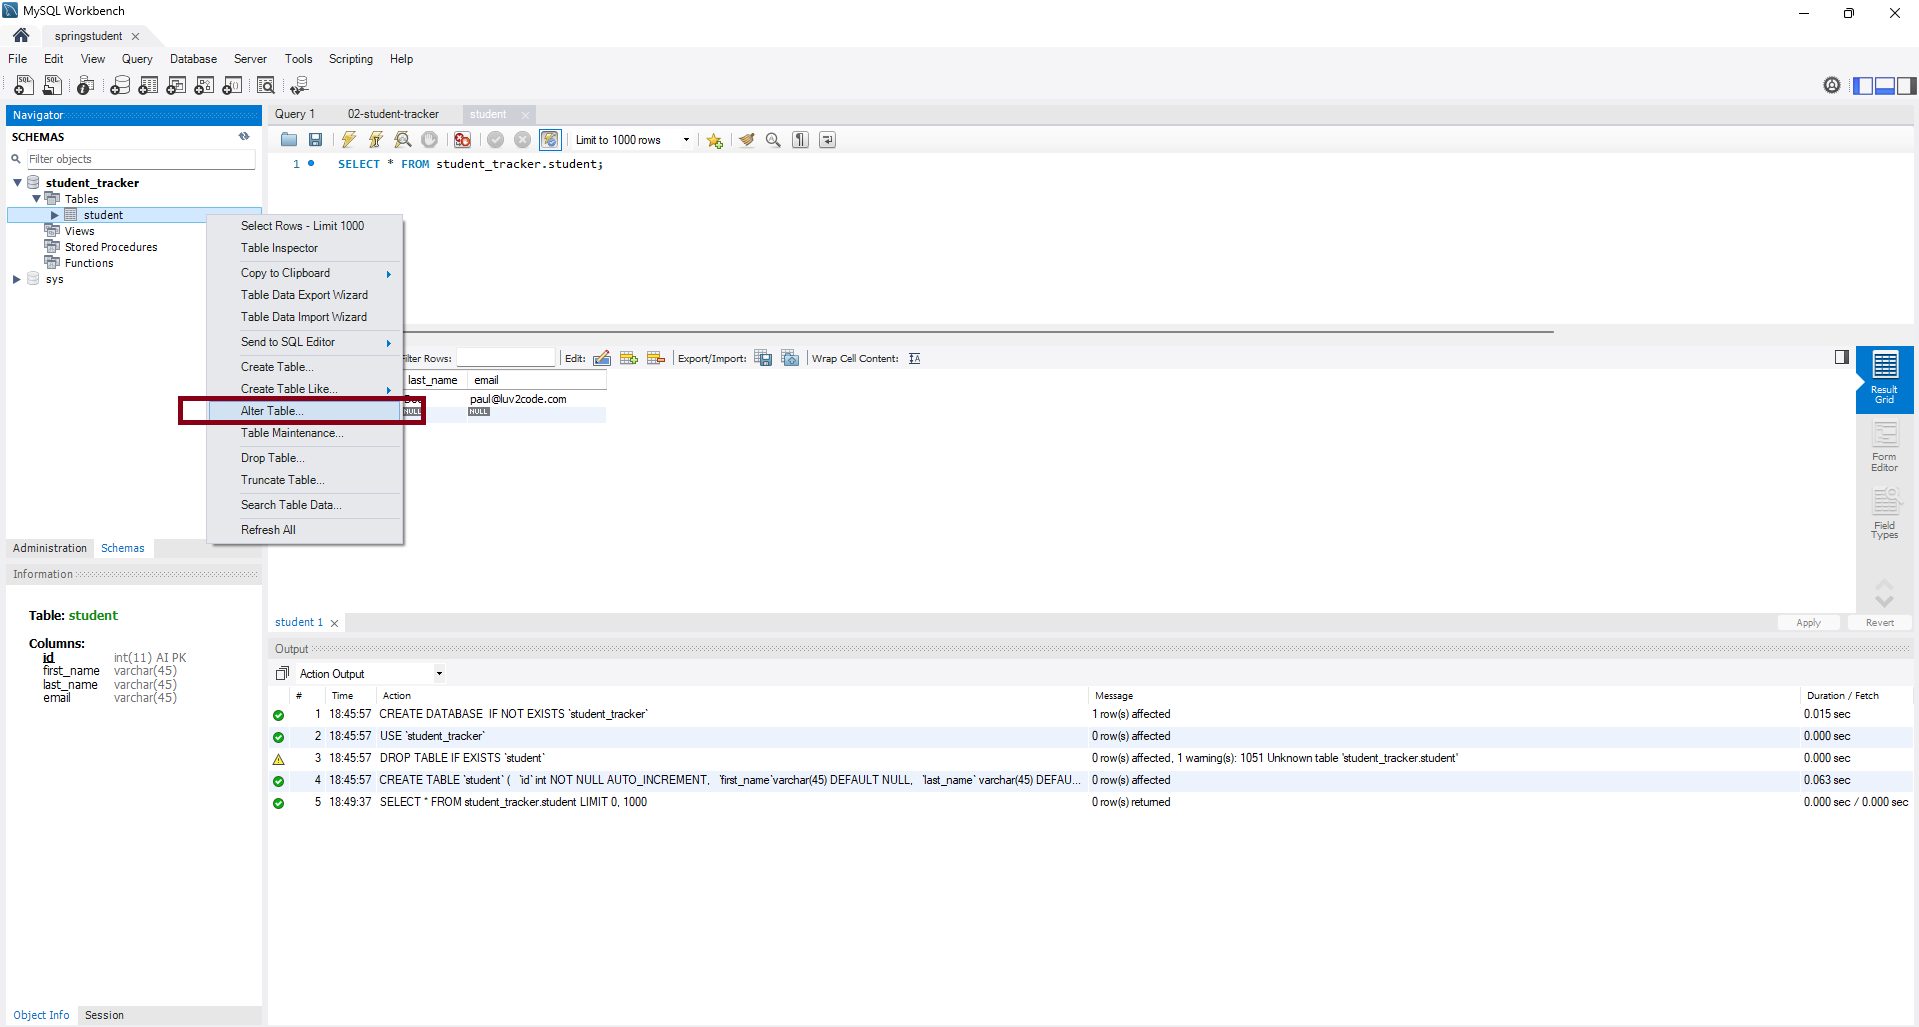 MySQL Workbench
springstudent
File Edit View Query Database Server Tools Scripting Help
Navigator
SCHEMAS
Filter objects
student_tracker
Tables
student
Views
Stored Procedures
Functions
sys
Query 1 02-student-tracker student
Limit to 1000 rows
1 SELECT * FROM student_tracker.student;
Select Rows - Limit 1000
Table Inspector
Copy to Clipboard
Table Data Export Wizard
Table Data Import Wizard
Send to SQL Editor
Create Table...
Create Table Like...
Alter Table...
Table Maintenance...
Drop Table...
Truncate Table...
Search Table Data...
Refresh All
Rows: Edit: Export/Import: Wrap Cell Content:
last_name email
paul@luv2code.com
NULL NULL
Result
Grid
Form
Editor
Field
Types
Administration Schemas
Information
Table: student
Columns:
id int(11) AI PK
first_name varchar(45)
last_name varchar(45)
email varchar(45)
Object Info Session
student 1
Apply Revert
Output
Action Output
# Time Action Message Duration / Fetch
1 18:45:57 CREATE DATABASE IF NOT EXISTS `student_tracker` 1 row(s) affected 0.015 sec
2 18:45:57 USE `student_tracker` 0 row(s) affected 0.000 sec
3 18:45:57 DROP TABLE IF EXISTS `student` 0 row(s) affected, 1 warning(s): 1051 Unknown table 'student_tracker.student' 0.000 sec
4 18:45:57 CREATE TABLE `student` ( `id` int NOT NULL AUTO_INCREMENT, `first_name` varchar(45) DEFAULT NULL, `last_name` varchar(45) DEFAU... 0 row(s) affected 0.063 sec
5 18:49:37 SELECT * FROM student_tracker.student LIMIT 0, 1000 0 row(s) returned 0.000 sec / 0.000 sec